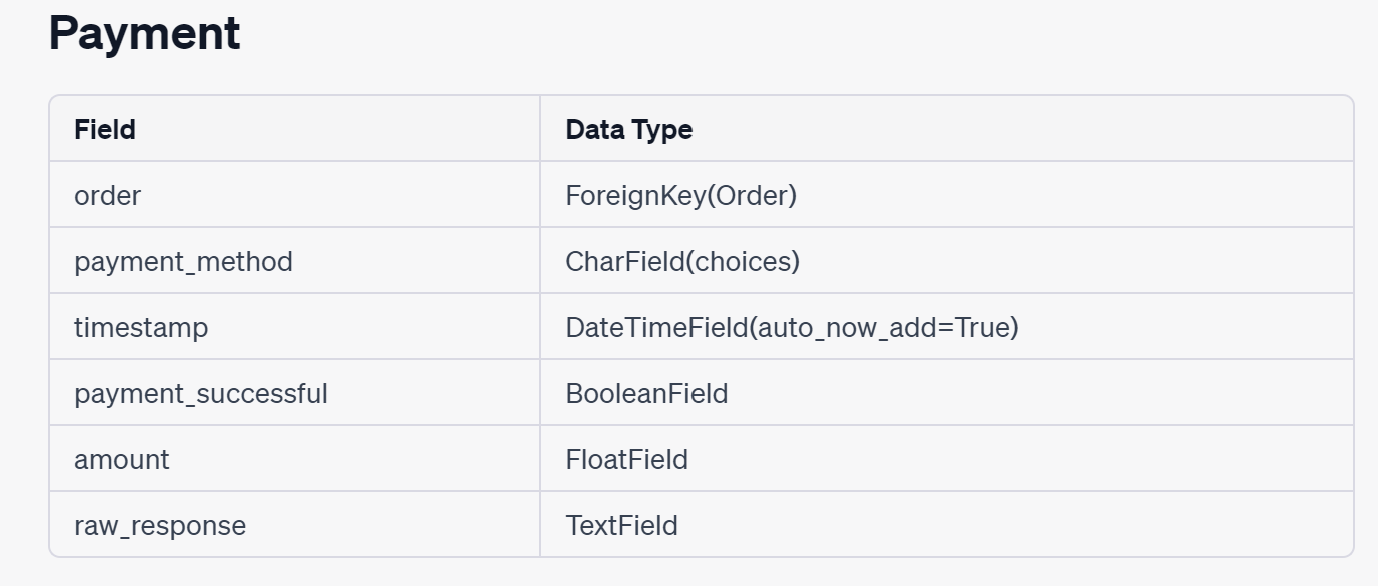 Payment
Field Data Type
order ForeignKey(Order)
payment_method CharField(choices)
timestamp DateTimeField(auto_now_add=True)
payment_successful BooleanField
amount FloatField
raw_response TextField